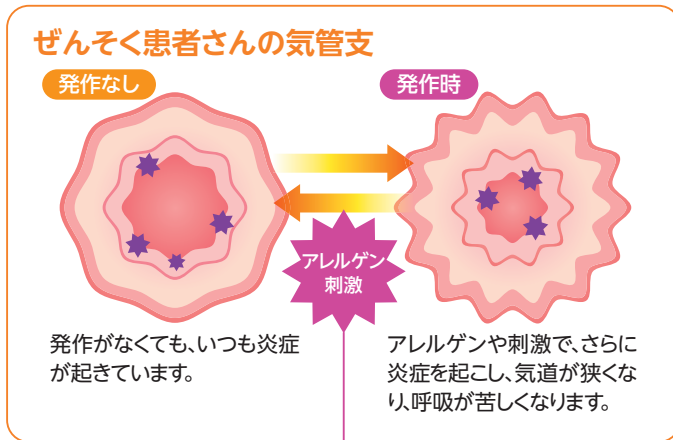 ぜんそく患者さんの気管支
発作なし
発作時
アレルゲン
刺激
発作がなくても、いつも炎症
が起きています。
アレルゲンや刺激で、さらに
炎症を起こし、気道が狭くな
り、呼吸が苦しくなります。